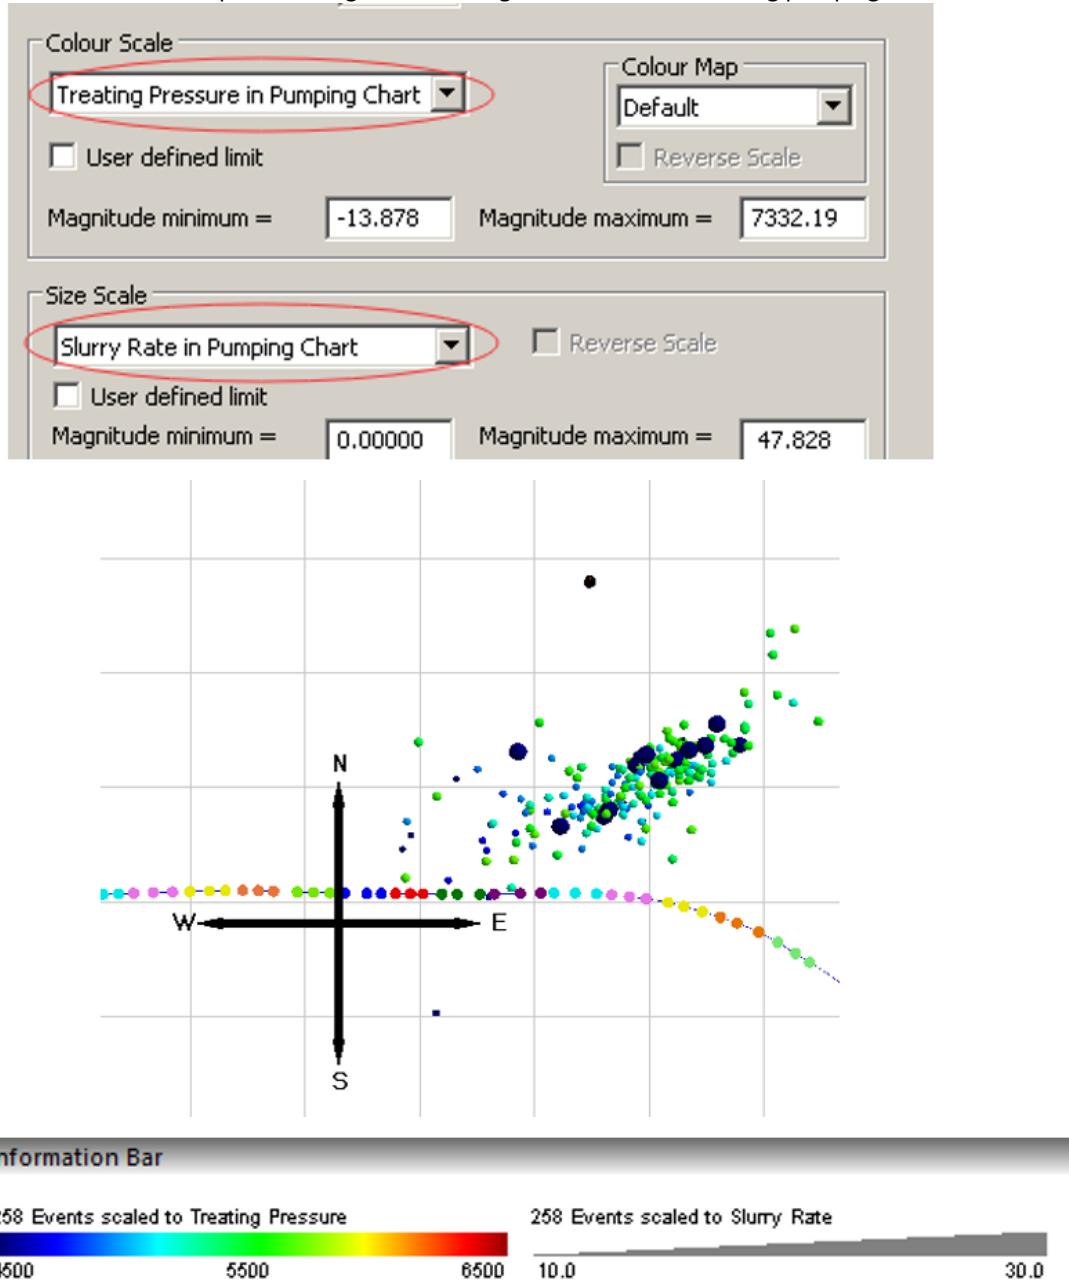 Colour Scale
Colour Map
Treating Pressure in Pumping Chart
Default
User defined limit
Reverse Scale
Magnitude minimum =
-13.878
Magnitude maximum =
7332.19
Size Scale
Slurry Rate in Pumping Chart
Reverse Scale
User defined limit
Magnitude minimum =
0.00000
Magnitude maximum =
47.828
N
W
E
S
nformation Bar
258 Events scaled to Treating Pressure
258 Events scaled to Slurry Rate
4500
5500
6500
10.0
30.0